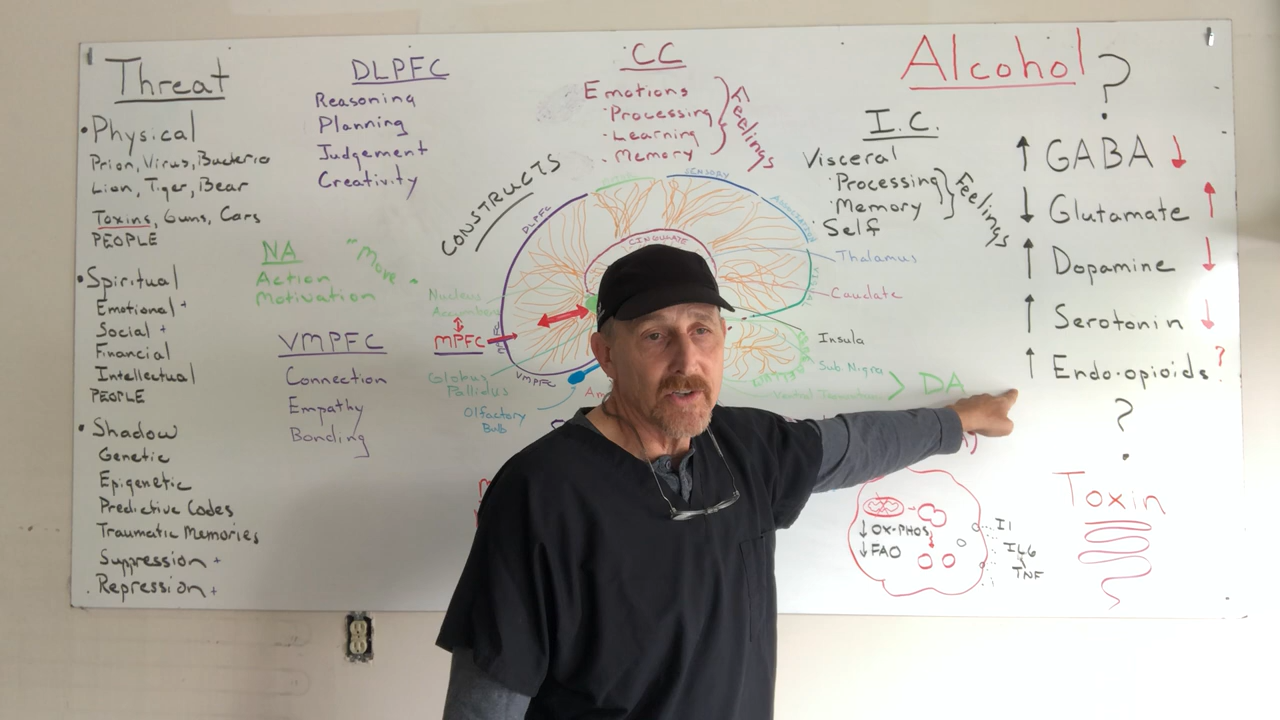 Threat
• Physical
Prion, Virus, Bacteria
Lion, Tiger, Bear
Toxins, Guns, Cars
PEOPLE
• Spiritual
Emotional +
Social +
Financial
Intellectual
PEOPLE
• Shadow
Genetic
Epigenetic
Predictive Codes
Traumatic Memories
Suppression +
Repression +
DLPFC
Reasoning
Planning
Judgement
Creativity
NA
Action
Motivation
"More"
VMPFC
Connection
Empathy
Bonding
CC
Emotions
• Processing
• Learning
• Memory
Feelings
CONSTRUCTS
DLPFC
SENSORY
CINGULATE
VISUAL
Nucleus
Accumbens
MPFC
Globus
Pallidus
VMPFC
Olfactory
Bulb
I.C.
Visceral
• Processing
• Memory
• Self
Feelings
Thalamus
Caudate
Insula
Sub Nigra
Ventral Tegmentum
DA
↓ OX-PHOS
↓ FAO
I1
IL6
TNF
Alcohol
?
↑ GABA ↓
↓ Glutamate ↑
↑ Dopamine ↓
↑ Serotonin ↓
↑ Endo-opioids ?
?
Toxin